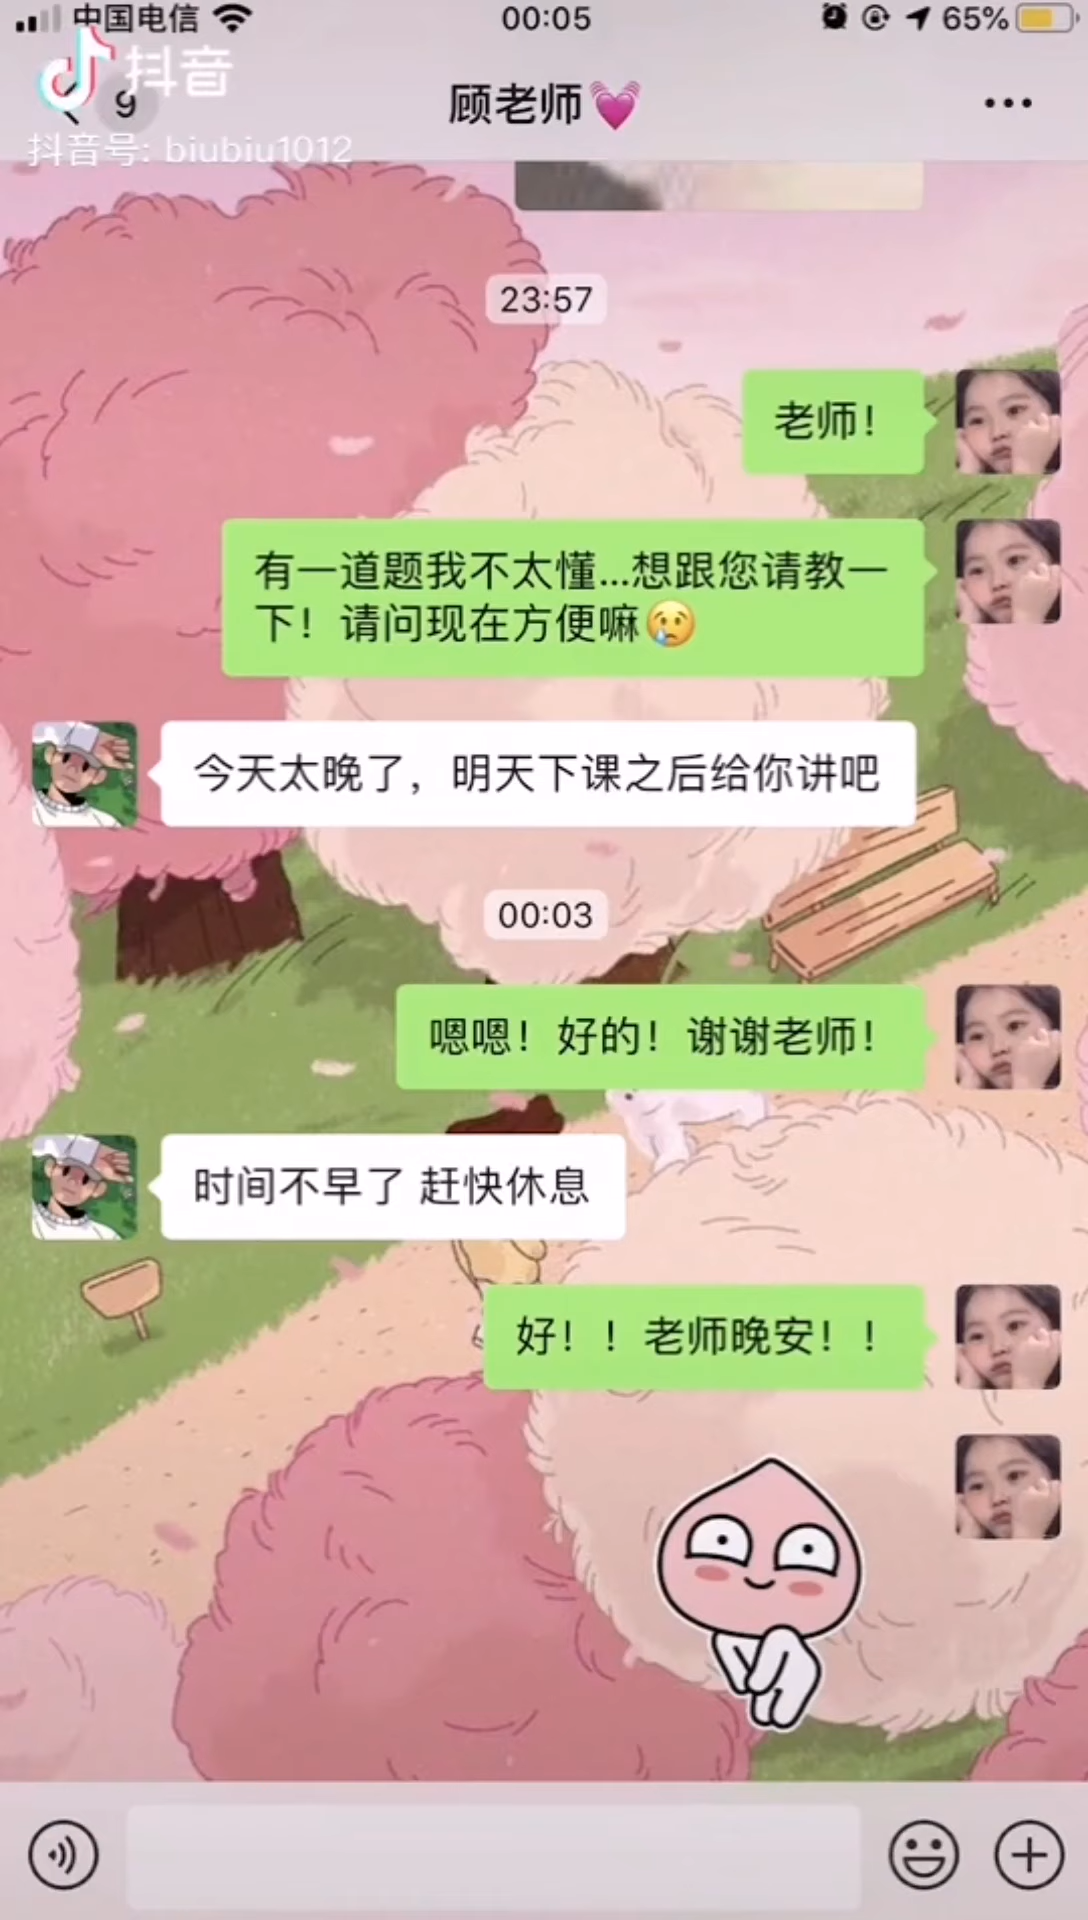 中国电信
00:05
65%
抖音
9
顾老师💓
抖音号: biubiu1012
23:57
老师！
有一道题我不太懂...想跟您请教一
下！请问现在方便嘛😢
今天太晚了，明天下课之后给你讲吧
00:03
嗯嗯！好的！谢谢老师！
时间不早了 赶快休息
好！！老师晚安！！